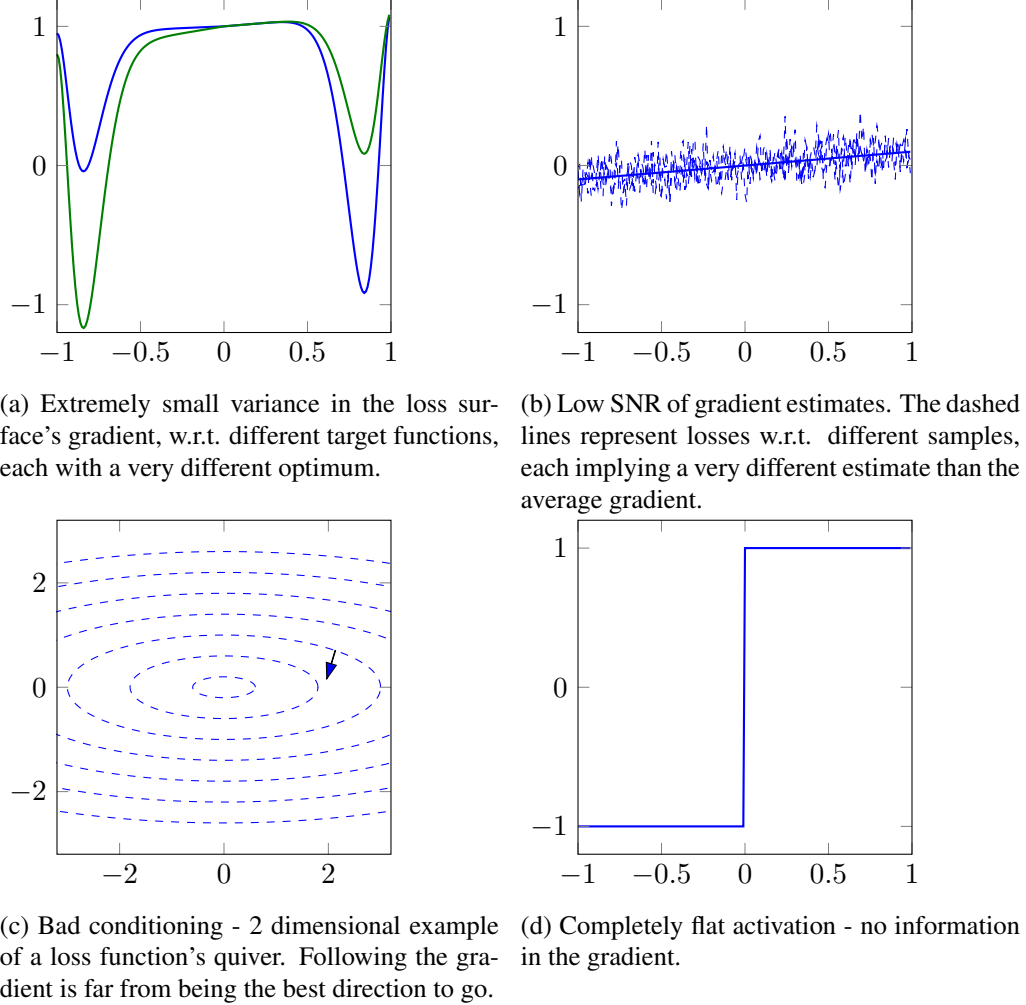 1
0
−1
−1 −0.5 0 0.5 1
(a) Extremely small variance in the loss sur-
face's gradient, w.r.t. different target functions,
each with a very different optimum.
1
0
−1
−1 −0.5 0 0.5 1
(b) Low SNR of gradient estimates. The dashed
lines represent losses w.r.t. different samples,
each implying a very different estimate than the
average gradient.
2
0
−2
−2 0 2
(c) Bad conditioning - 2 dimensional example
of a loss function's quiver. Following the gra-
dient is far from being the best direction to go.
1
0
−1
−1 −0.5 0 0.5 1
(d) Completely flat activation - no information
in the gradient.